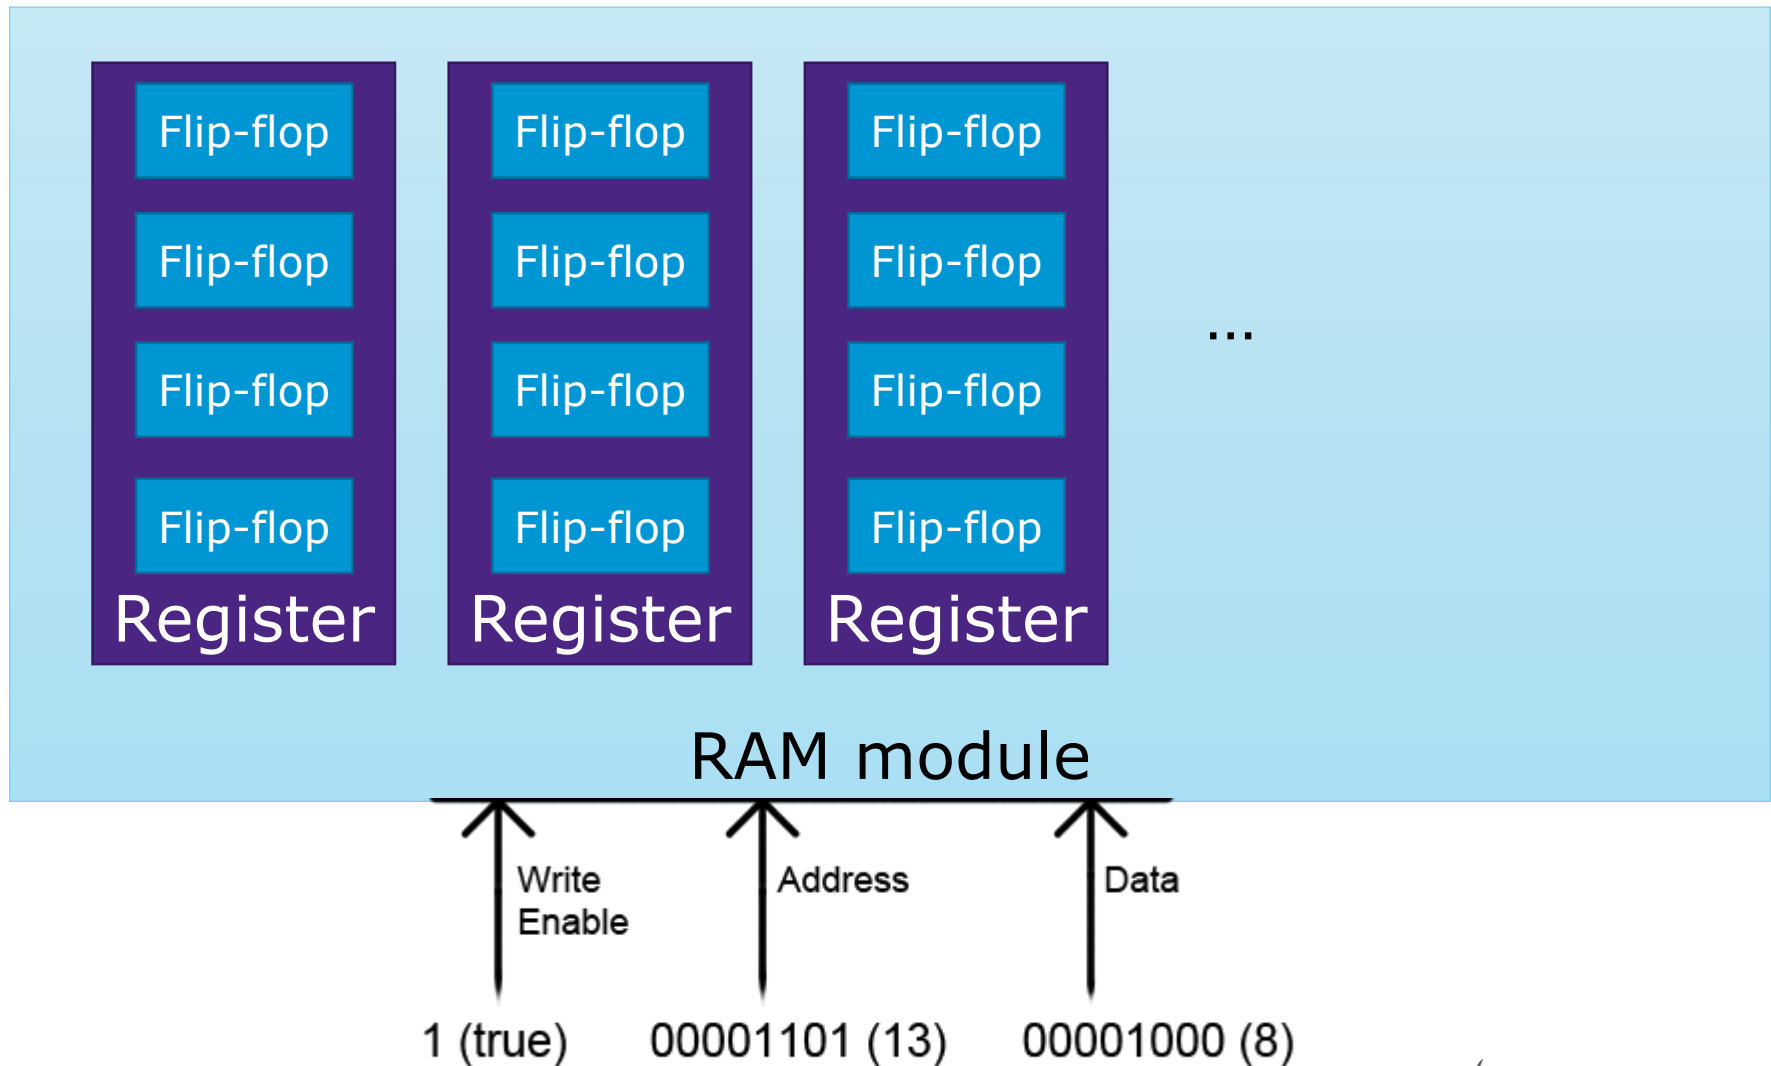 Flip-flop Flip-flop Flip-flop
Flip-flop Flip-flop Flip-flop
...
Flip-flop Flip-flop Flip-flop
Flip-flop Flip-flop Flip-flop
Register Register Register
RAM module
Write Enable
Address
Data
1 (true) 00001101 (13) 00001000 (8)